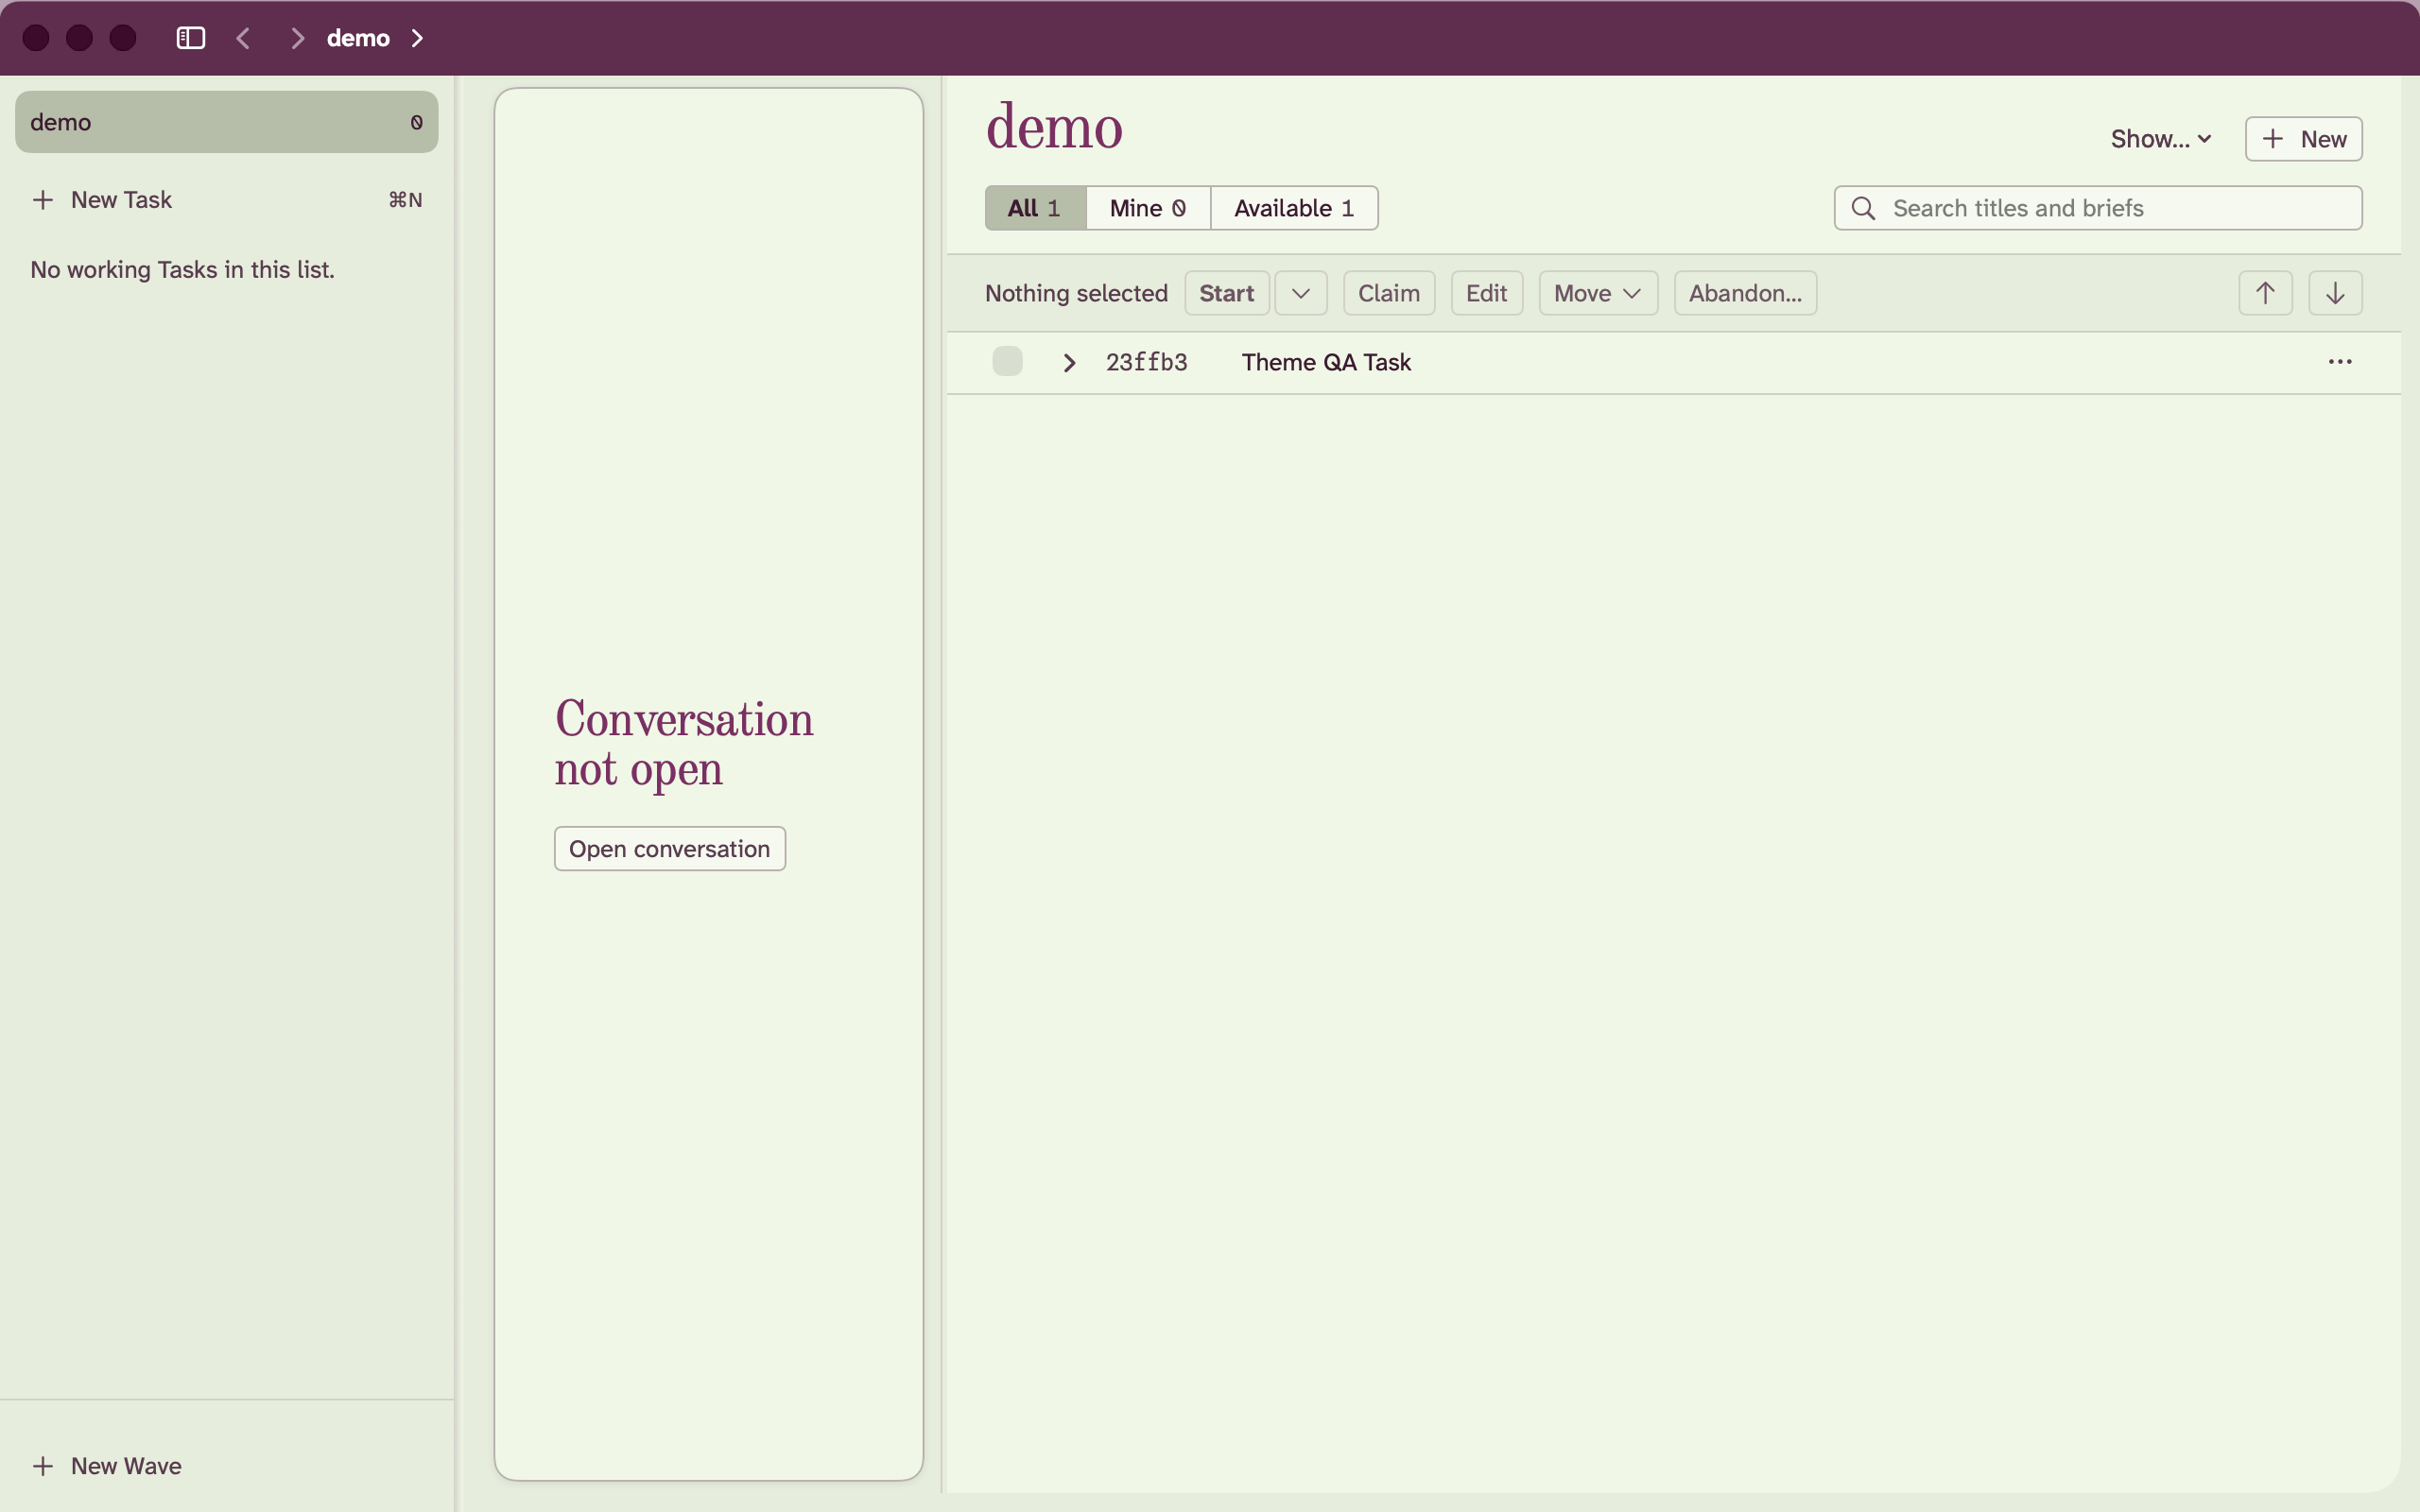 demo
demo 0
New Task ⌘N
No working Tasks in this list.
New Wave
Conversation
not open
Open conversation
demo
Show...
New
All 1
Mine 0
Available 1
Search titles and briefs
Nothing selected
Start
Claim
Edit
Move
Abandon...
23ffb3 Theme QA Task